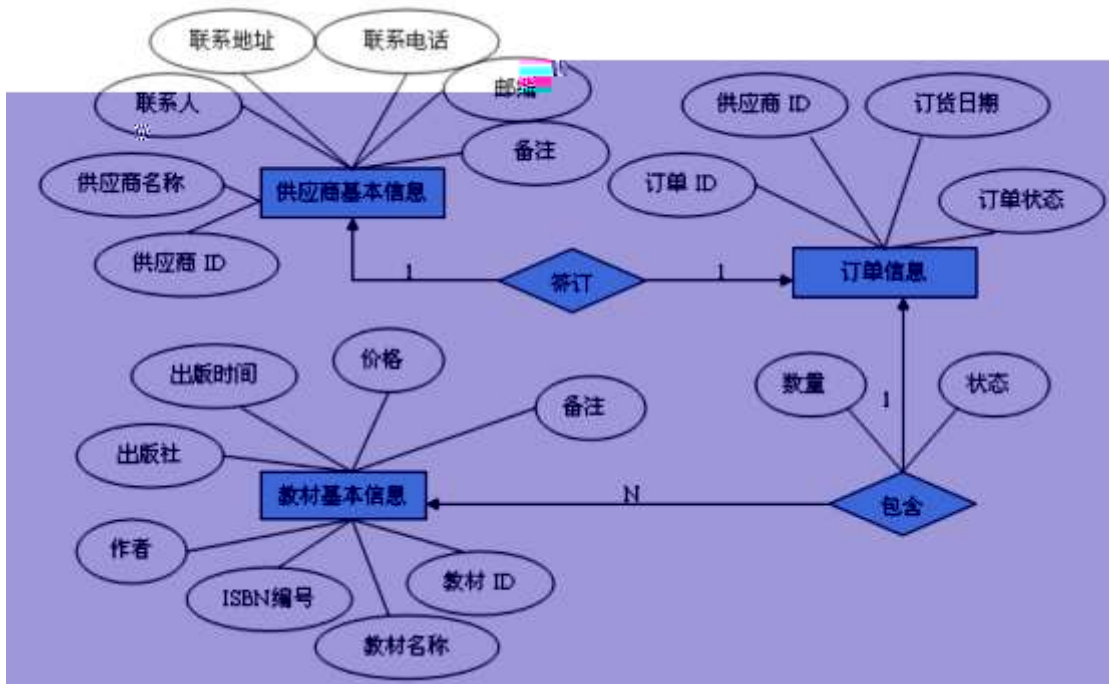 联系地址
联系电话
联系人
供应商 ID
订货日期
备注
供应商名称
供应商基本信息
订单 ID
订单状态
供应商 ID
1
签订
1
订单信息
出版时间
价格
备注
数量
状态
1
出版社
教材基本信息
N
包含
作者
ISBN编号
教材 ID
教材名称